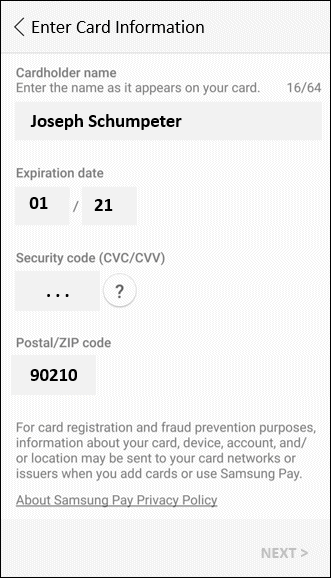 < Enter Card Information
Cardholder name
Enter the name as it appears on your card. 16/64
Joseph Schumpeter
Expiration date
01 / 21
Security code (CVC/CVV)
... ?
Postal/ZIP code
90210
For card registration and fraud prevention purposes,
information about your card, device, account, and/
or location may be sent to your card networks or
issuers when you add cards or use Samsung Pay.
About Samsung Pay Privacy Policy
NEXT >